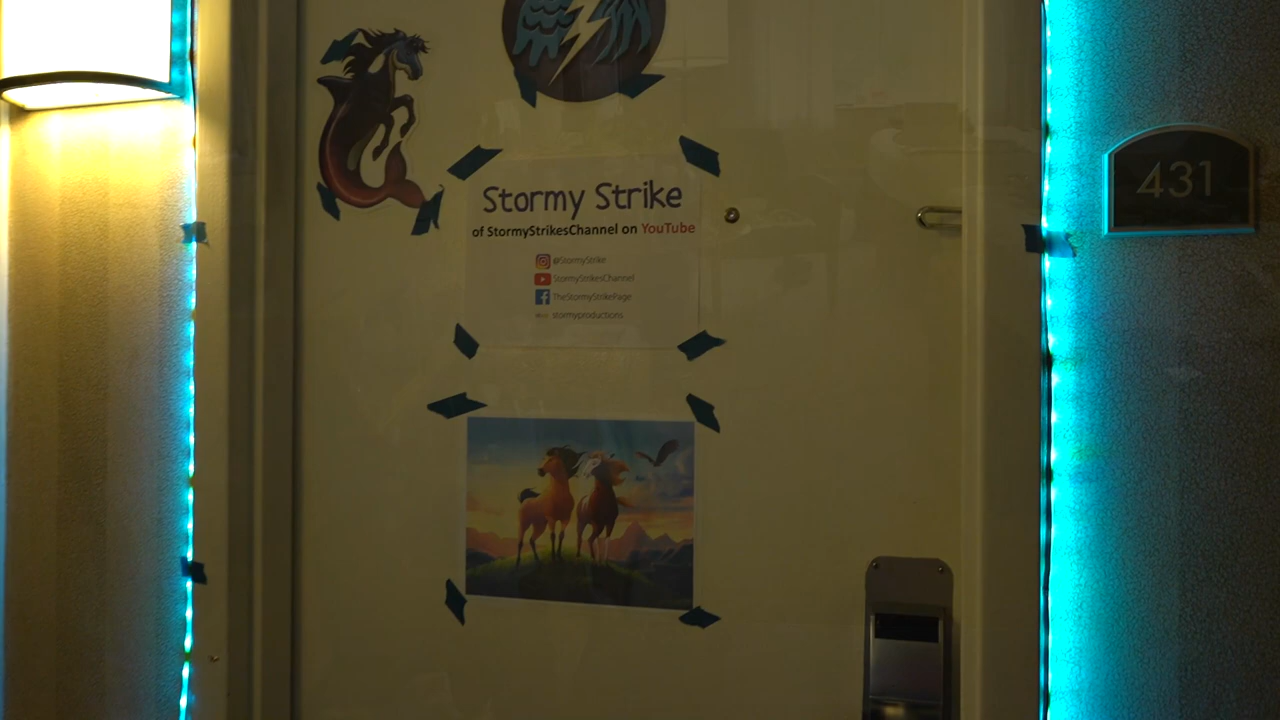 Stormy Strike
of StormyStrikesChannel on YouTube
@StormyStrike
StormyStrikesChannel
TheStormyStrikePage
stormyproductions
431